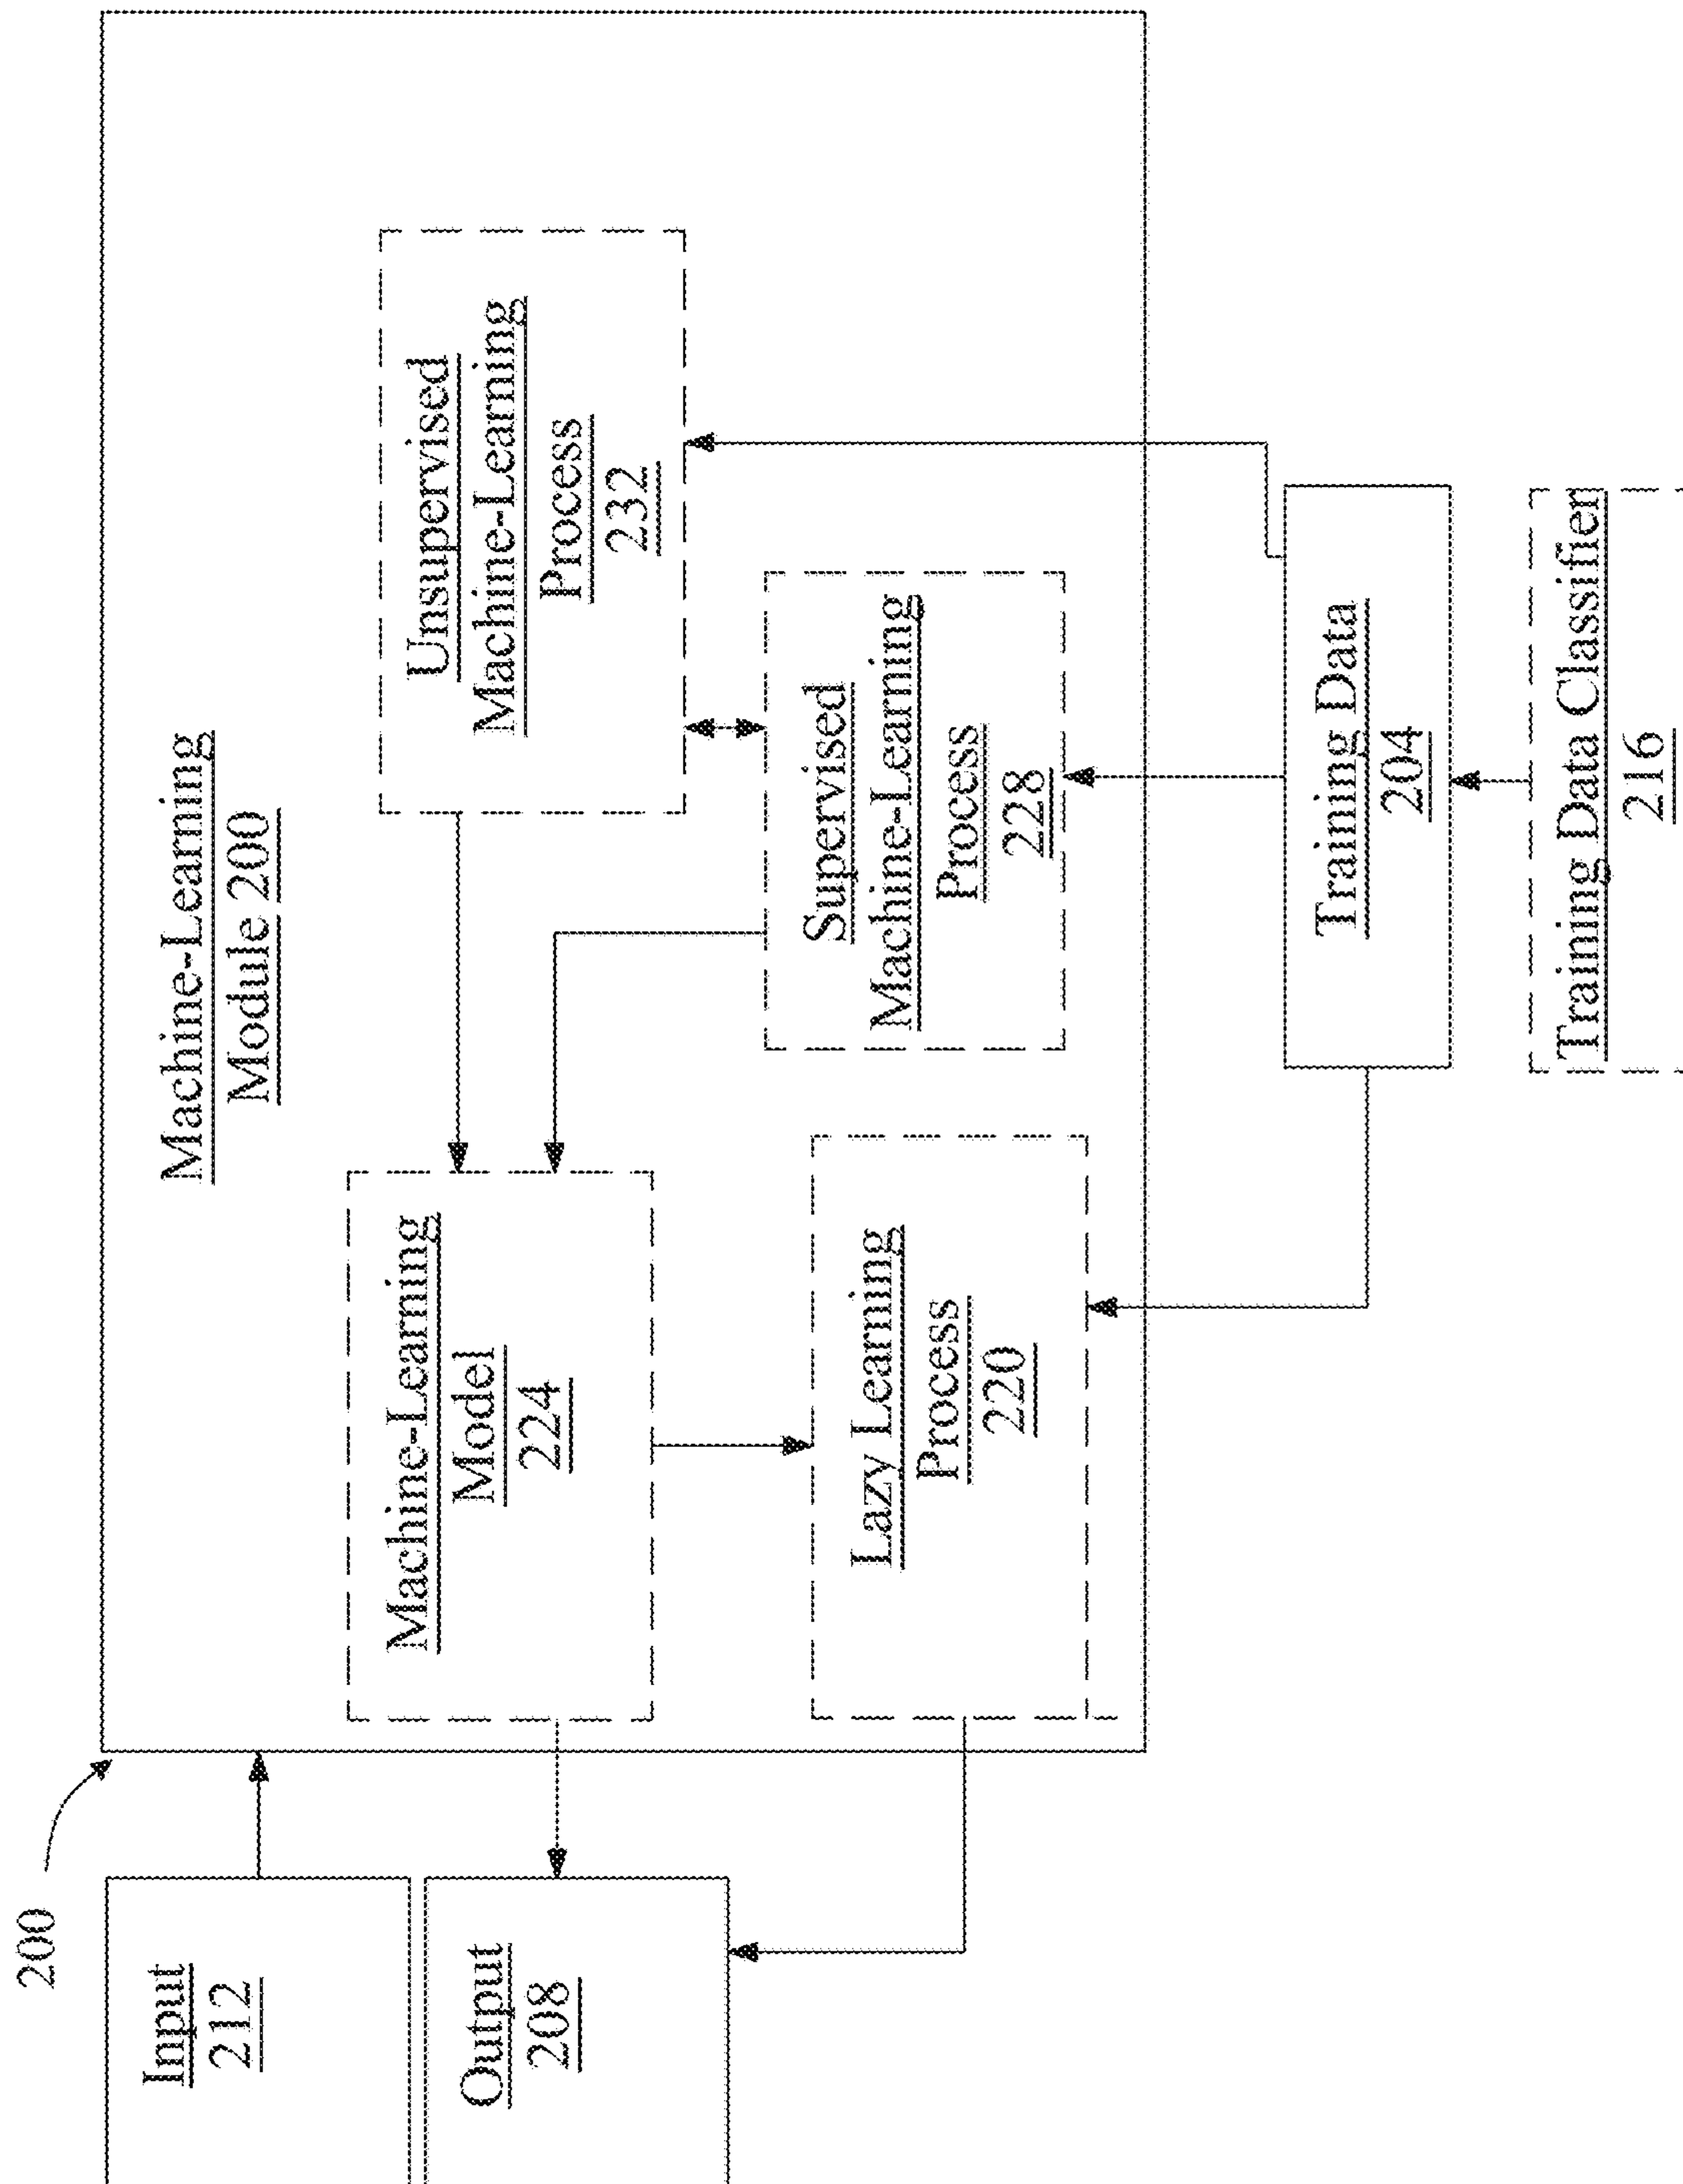 200
Machine-Learning
Module 200
Input
212
Output
208
Machine-Learning
Model
224
Unsupervised
Machine-Learning
Process
232
Lazy Learning
Process
220
Supervised
Machine-Learning
Process
228
Training Data
204
Training Data Classifier
216